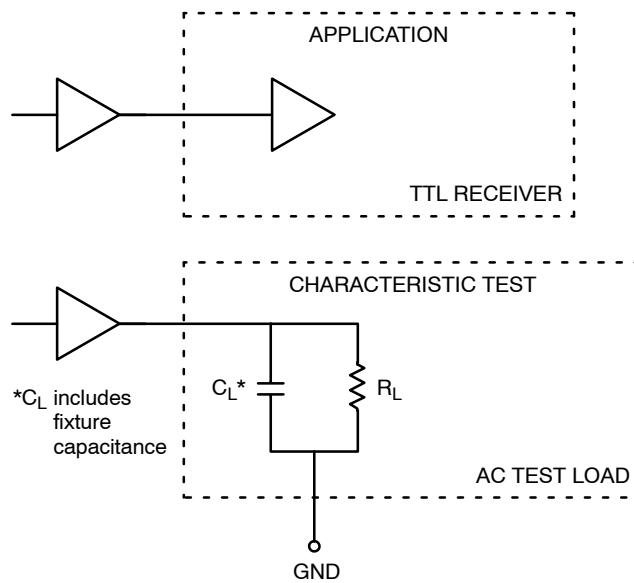 APPLICATION
TTL RECEIVER
CHARACTERISTIC TEST
*CL includes
fixture
capacitance
CL*
RL
AC TEST LOAD
GND